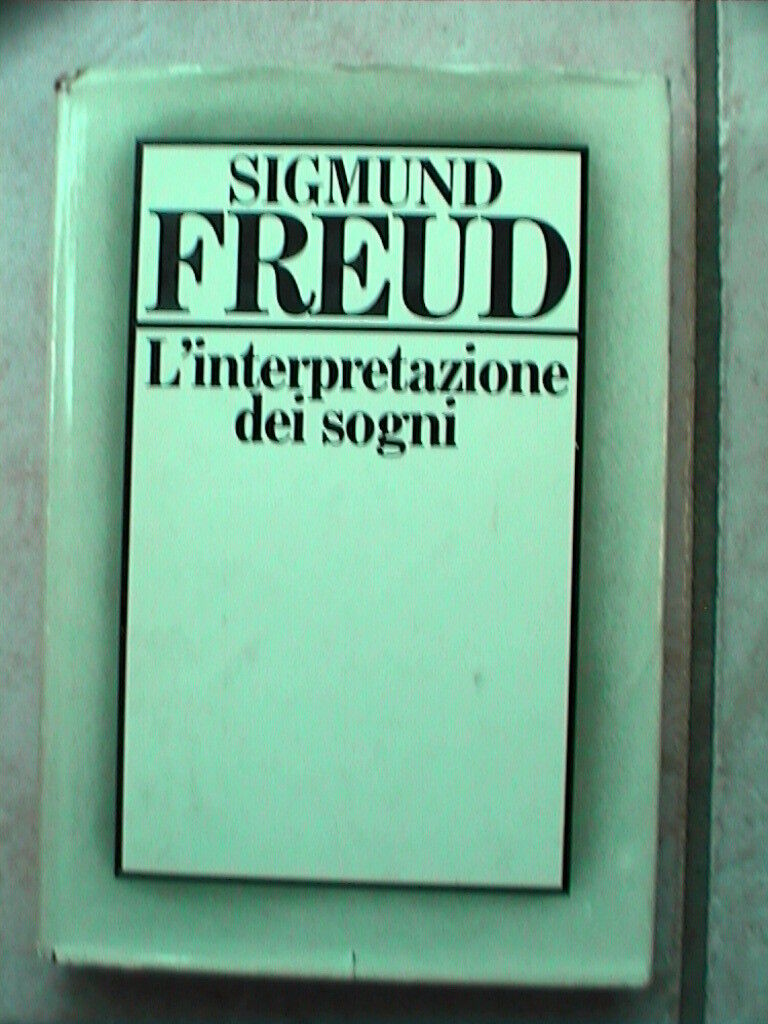 SIGMUND
FREUD
L'interpretazione
dei sogni